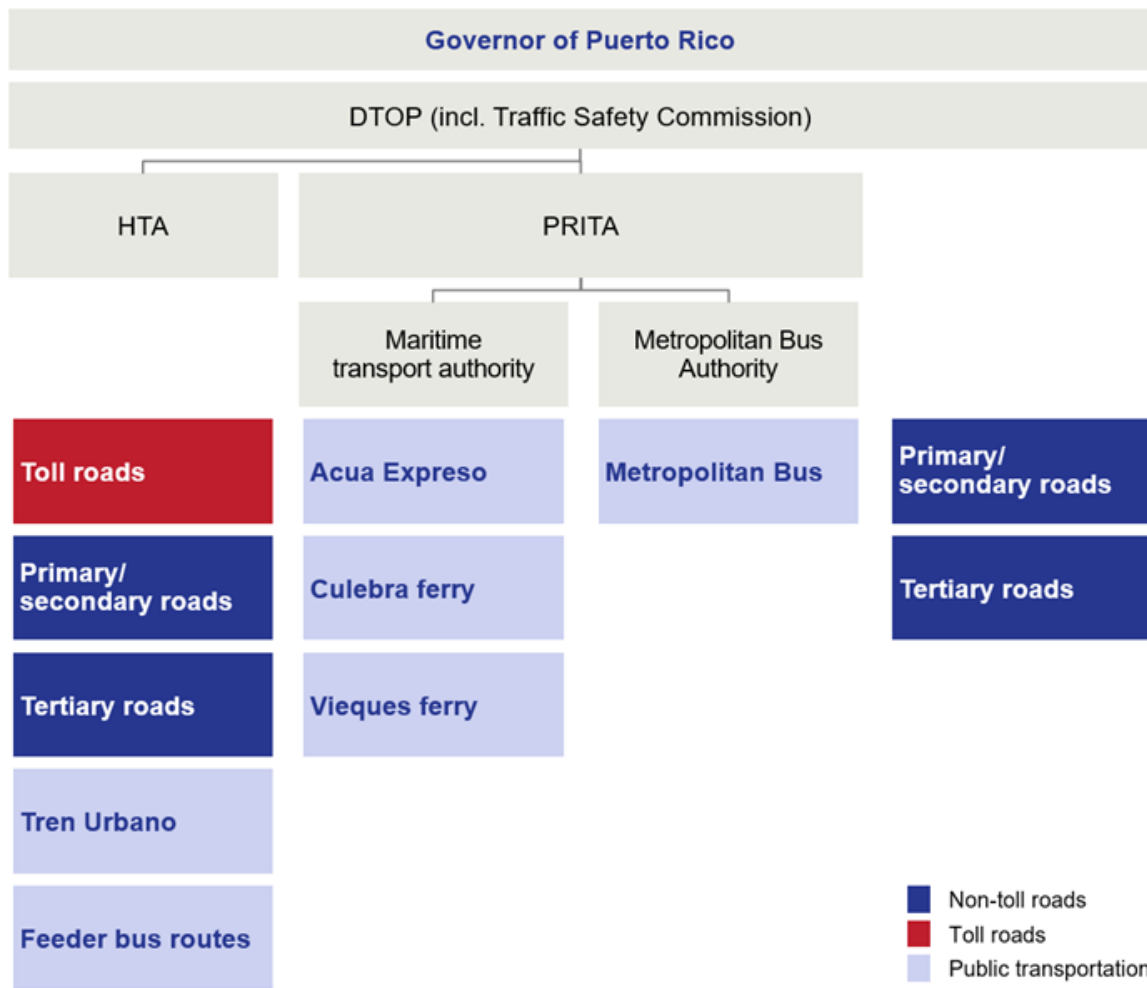 Governor of Puerto Rico
DTOP (incl. Traffic Safety Commission)
HTA
PRITA
Maritime
transport authority
Metropolitan Bus
Authority
Toll roads
Acua Expreso
Metropolitan Bus
Primary/
secondary roads
Primary/
secondary roads
Culebra ferry
Tertiary roads
Tertiary roads
Vieques ferry
Tren Urbano
Feeder bus routes
Non-toll roads
Toll roads
Public transportation